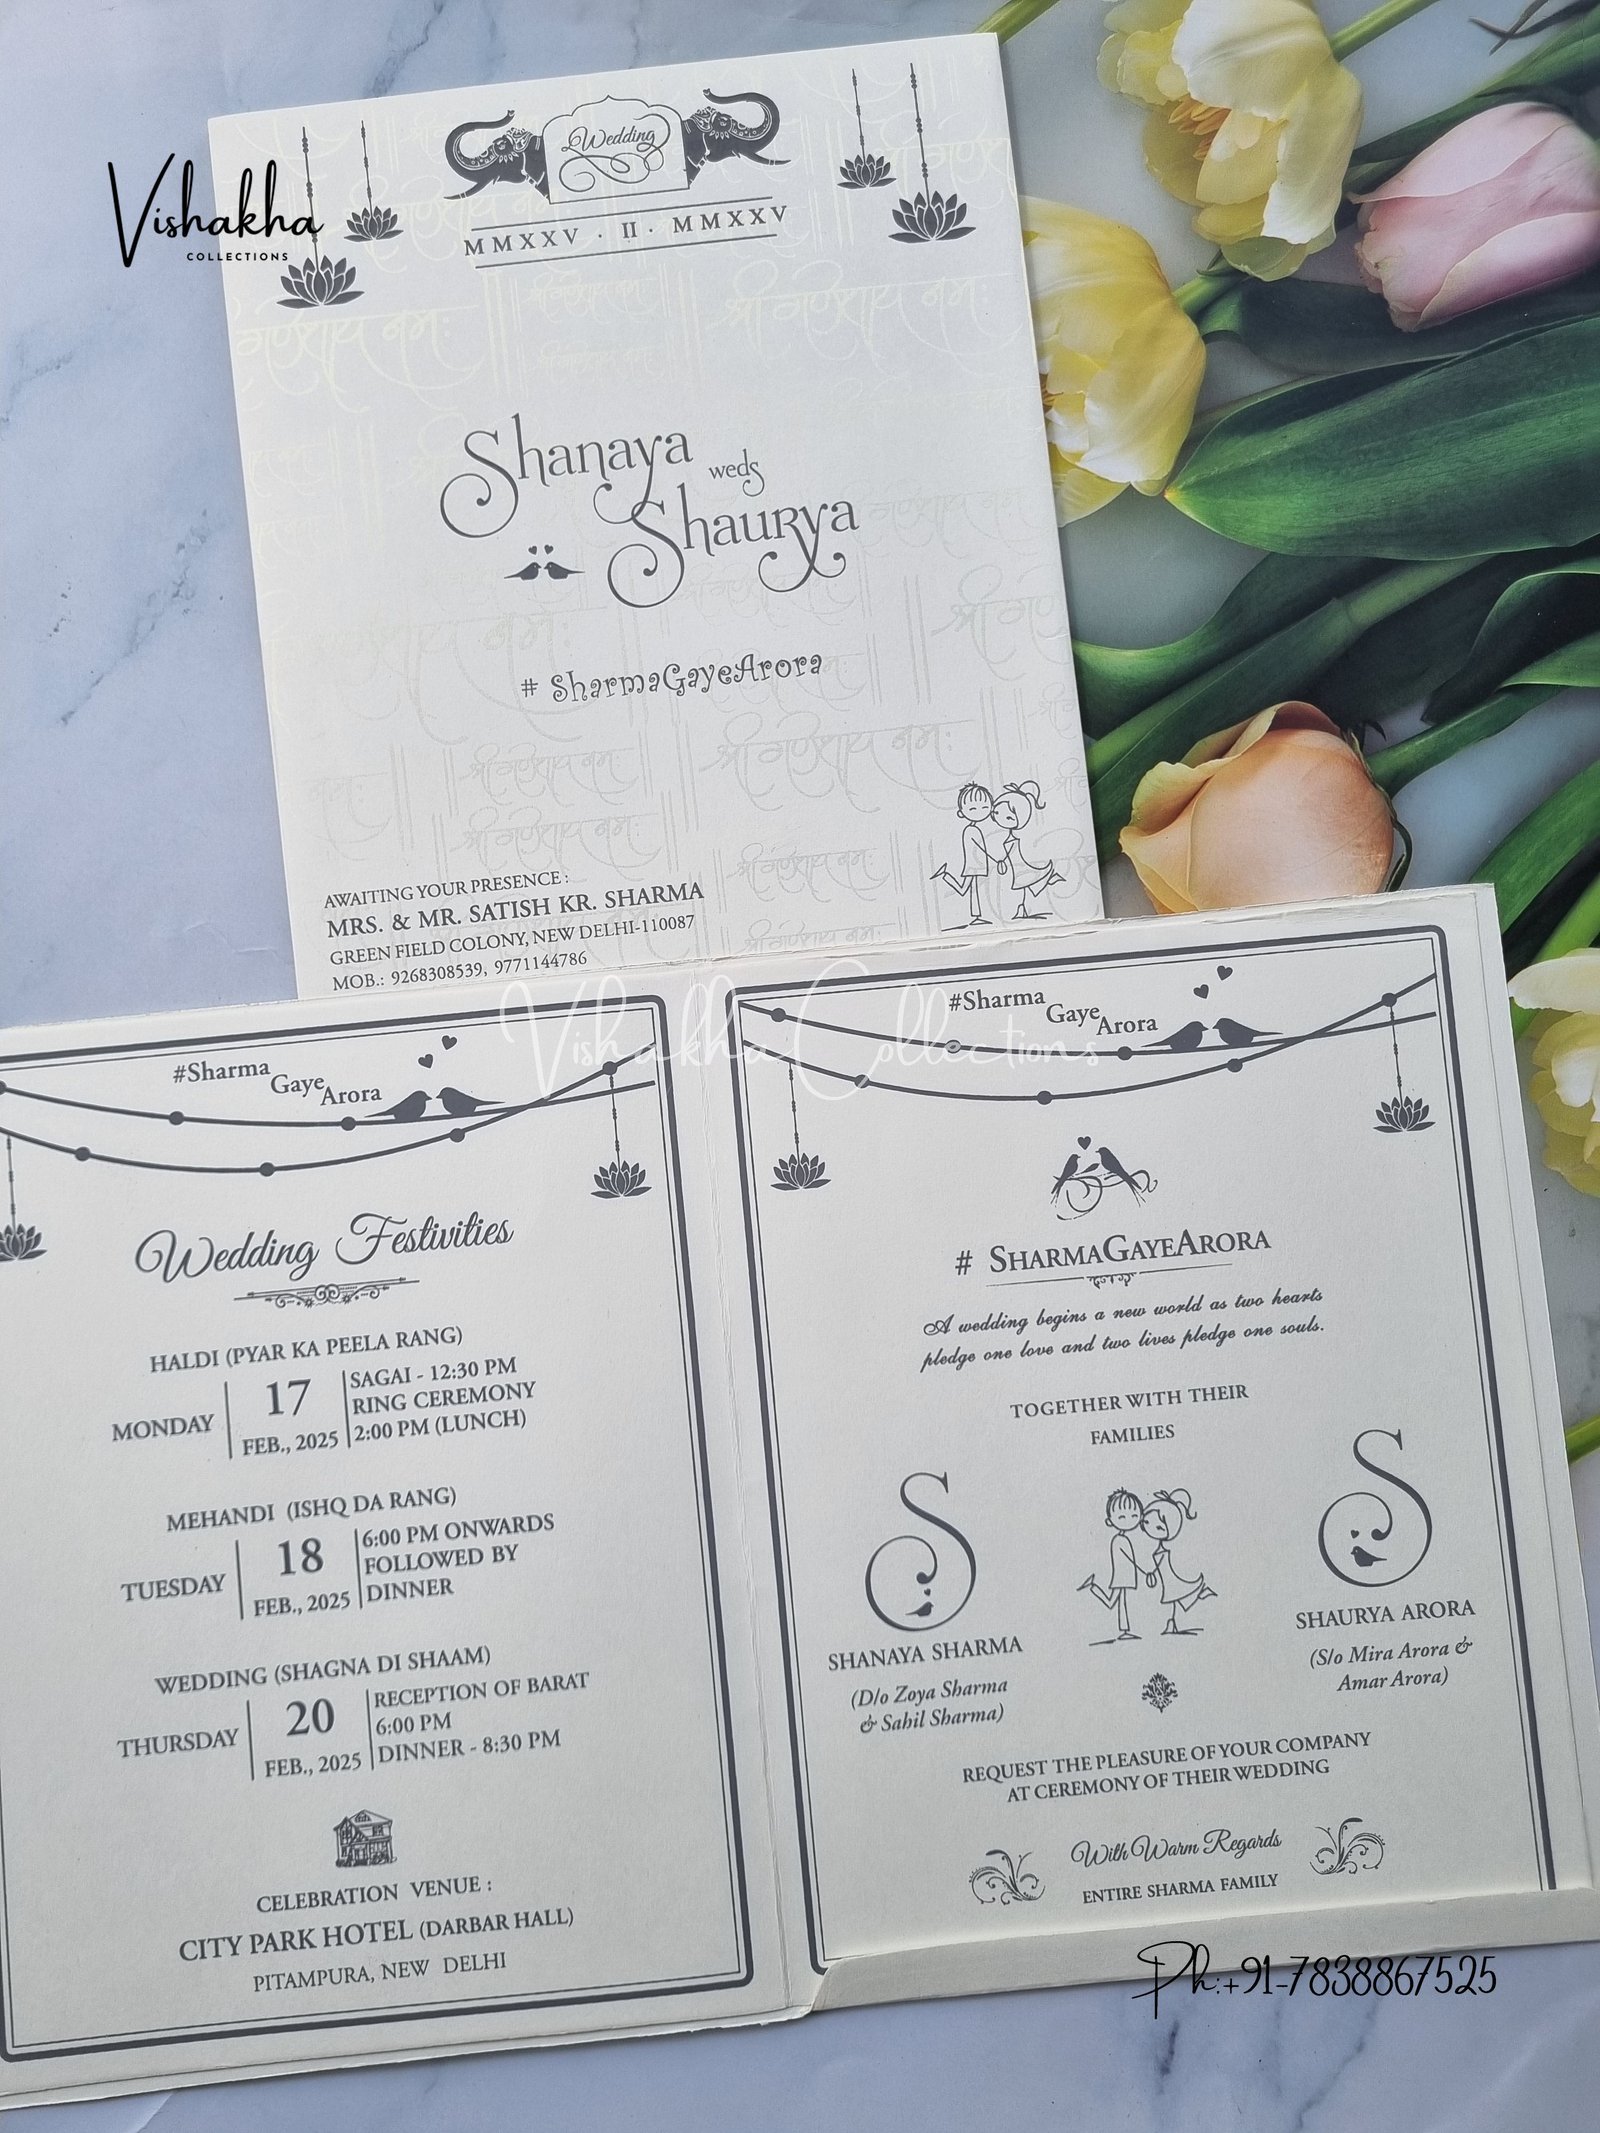 Vishakha
COLLECTIONS
Wedding
MMXXV . II . MMXXV
Shanaya
weds
Shaurya
# SharmaGayeArora
AWAITING YOUR PRESENCE :
MRS. & MR. SATISH KR. SHARMA
GREEN FIELD COLONY, NEW DELHI-110087
MOB.: 9268308539, 9771144786
श्री गणेशाय नमः
Vishakha Collections
#Sharma
Gaye
Arora
Wedding Festivities
HALDI (PYAR KA PEELA RANG)
MONDAY
17
FEB., 2025
SAGAI - 12:30 PM
RING CEREMONY
2:00 PM (LUNCH)
MEHANDI (ISHQ DA RANG)
TUESDAY
18
FEB., 2025
6:00 PM ONWARDS
FOLLOWED BY
DINNER
WEDDING (SHAGNA DI SHAAM)
THURSDAY
20
FEB., 2025
RECEPTION OF BARAT
6:00 PM
DINNER - 8:30 PM
CELEBRATION VENUE :
CITY PARK HOTEL (DARBAR HALL)
PITAMPURA, NEW DELHI
#Sharma
Gaye
Arora
# SHARMAGAYEARORA
A wedding begins a new world as two hearts
pledge one love and two lives pledge one souls.
TOGETHER WITH THEIR
FAMILIES
S
SHANAYA SHARMA
(D/o Zoya Sharma
& Sahil Sharma)
S
SHAURYA ARORA
(S/o Mira Arora &
Amar Arora)
REQUEST THE PLEASURE OF YOUR COMPANY
AT CEREMONY OF THEIR WEDDING
With Warm Regards
ENTIRE SHARMA FAMILY
Ph:+91-7838867525